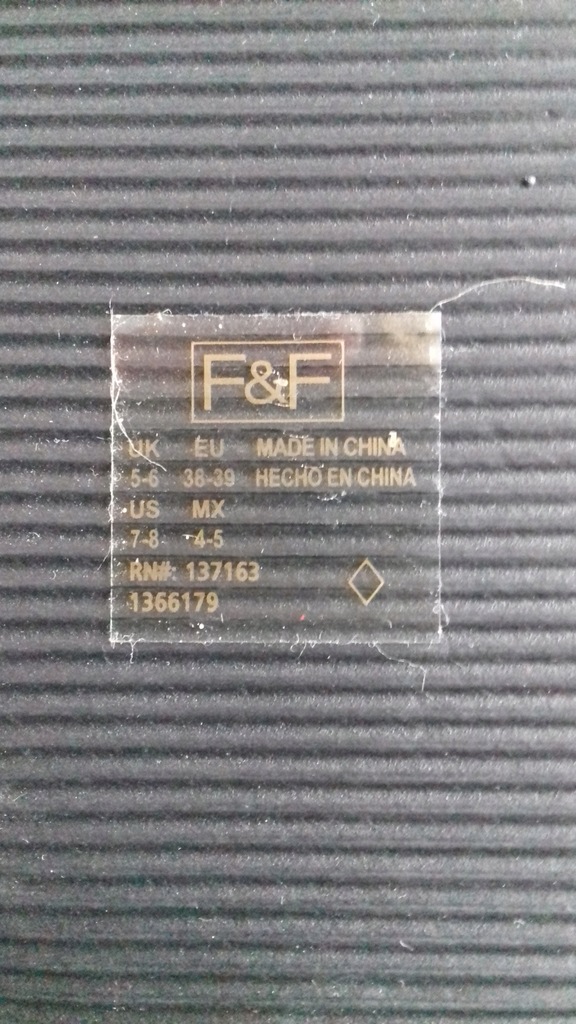 F&F
UK EU MADE IN CHINA
5-6 38-39 HECHO EN CHINA
US MX
7-8 4-5
RN#: 137163
1366179